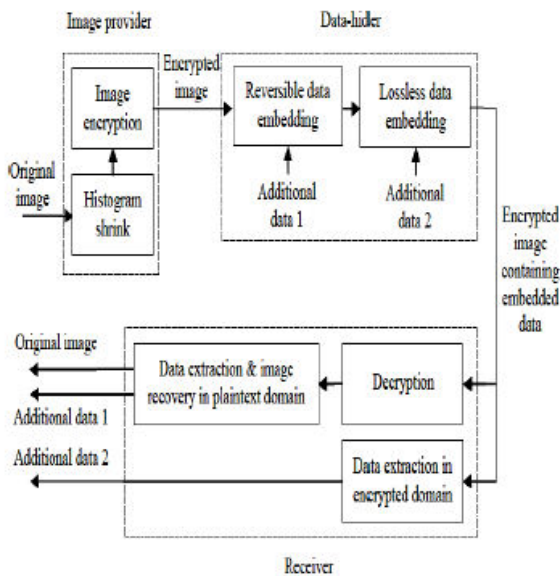 Image provider
Data-hider
Encrypted
image
Image
encryption
Reversible data
embedding
Lossless data
embedding
Original
image
Histogram
shrink
Additional
data 1
Additional
data 2
Encrypted
image
containing
embedded
data
Original image
Additional data 1
Data extraction & image
recovery in plaintext domain
Decryption
Additional data 2
Data extraction in
encrypted domain
Receiver